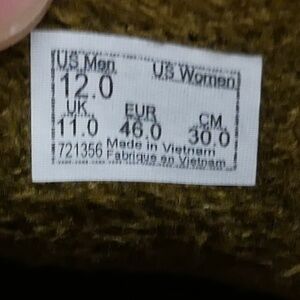 US Men US Women
12.0
UK EUR CM
11.0 46.0 30.0
721356 Made in Vietnam
Fabriqué en Vietnam